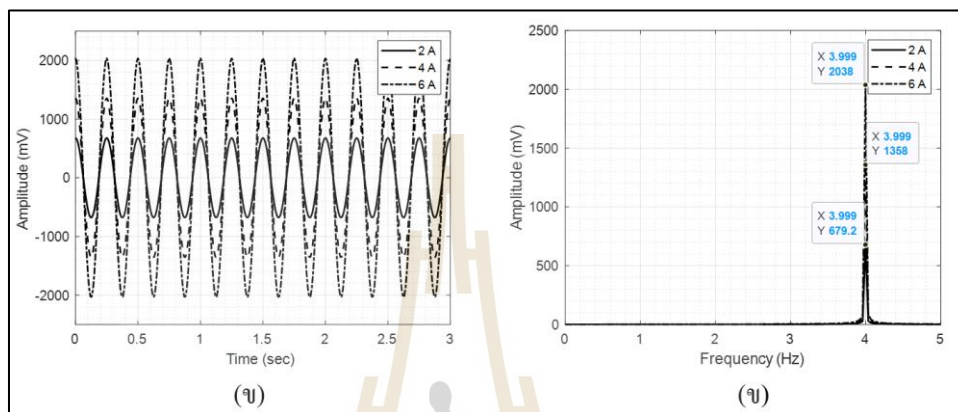 2000
1000
0
-1000
-2000
Amplitude (mV)
2 A
4 A
6 A
0 0.5 1 1.5 2 2.5 3
Time (sec)
(ข)
2500
2000
1500
1000
500
0
Amplitude (mV)
2 A
4 A
6 A
X 3.999
Y 2038
X 3.999
Y 1358
X 3.999
Y 679.2
0 1 2 3 4 5
Frequency (Hz)
(ข)